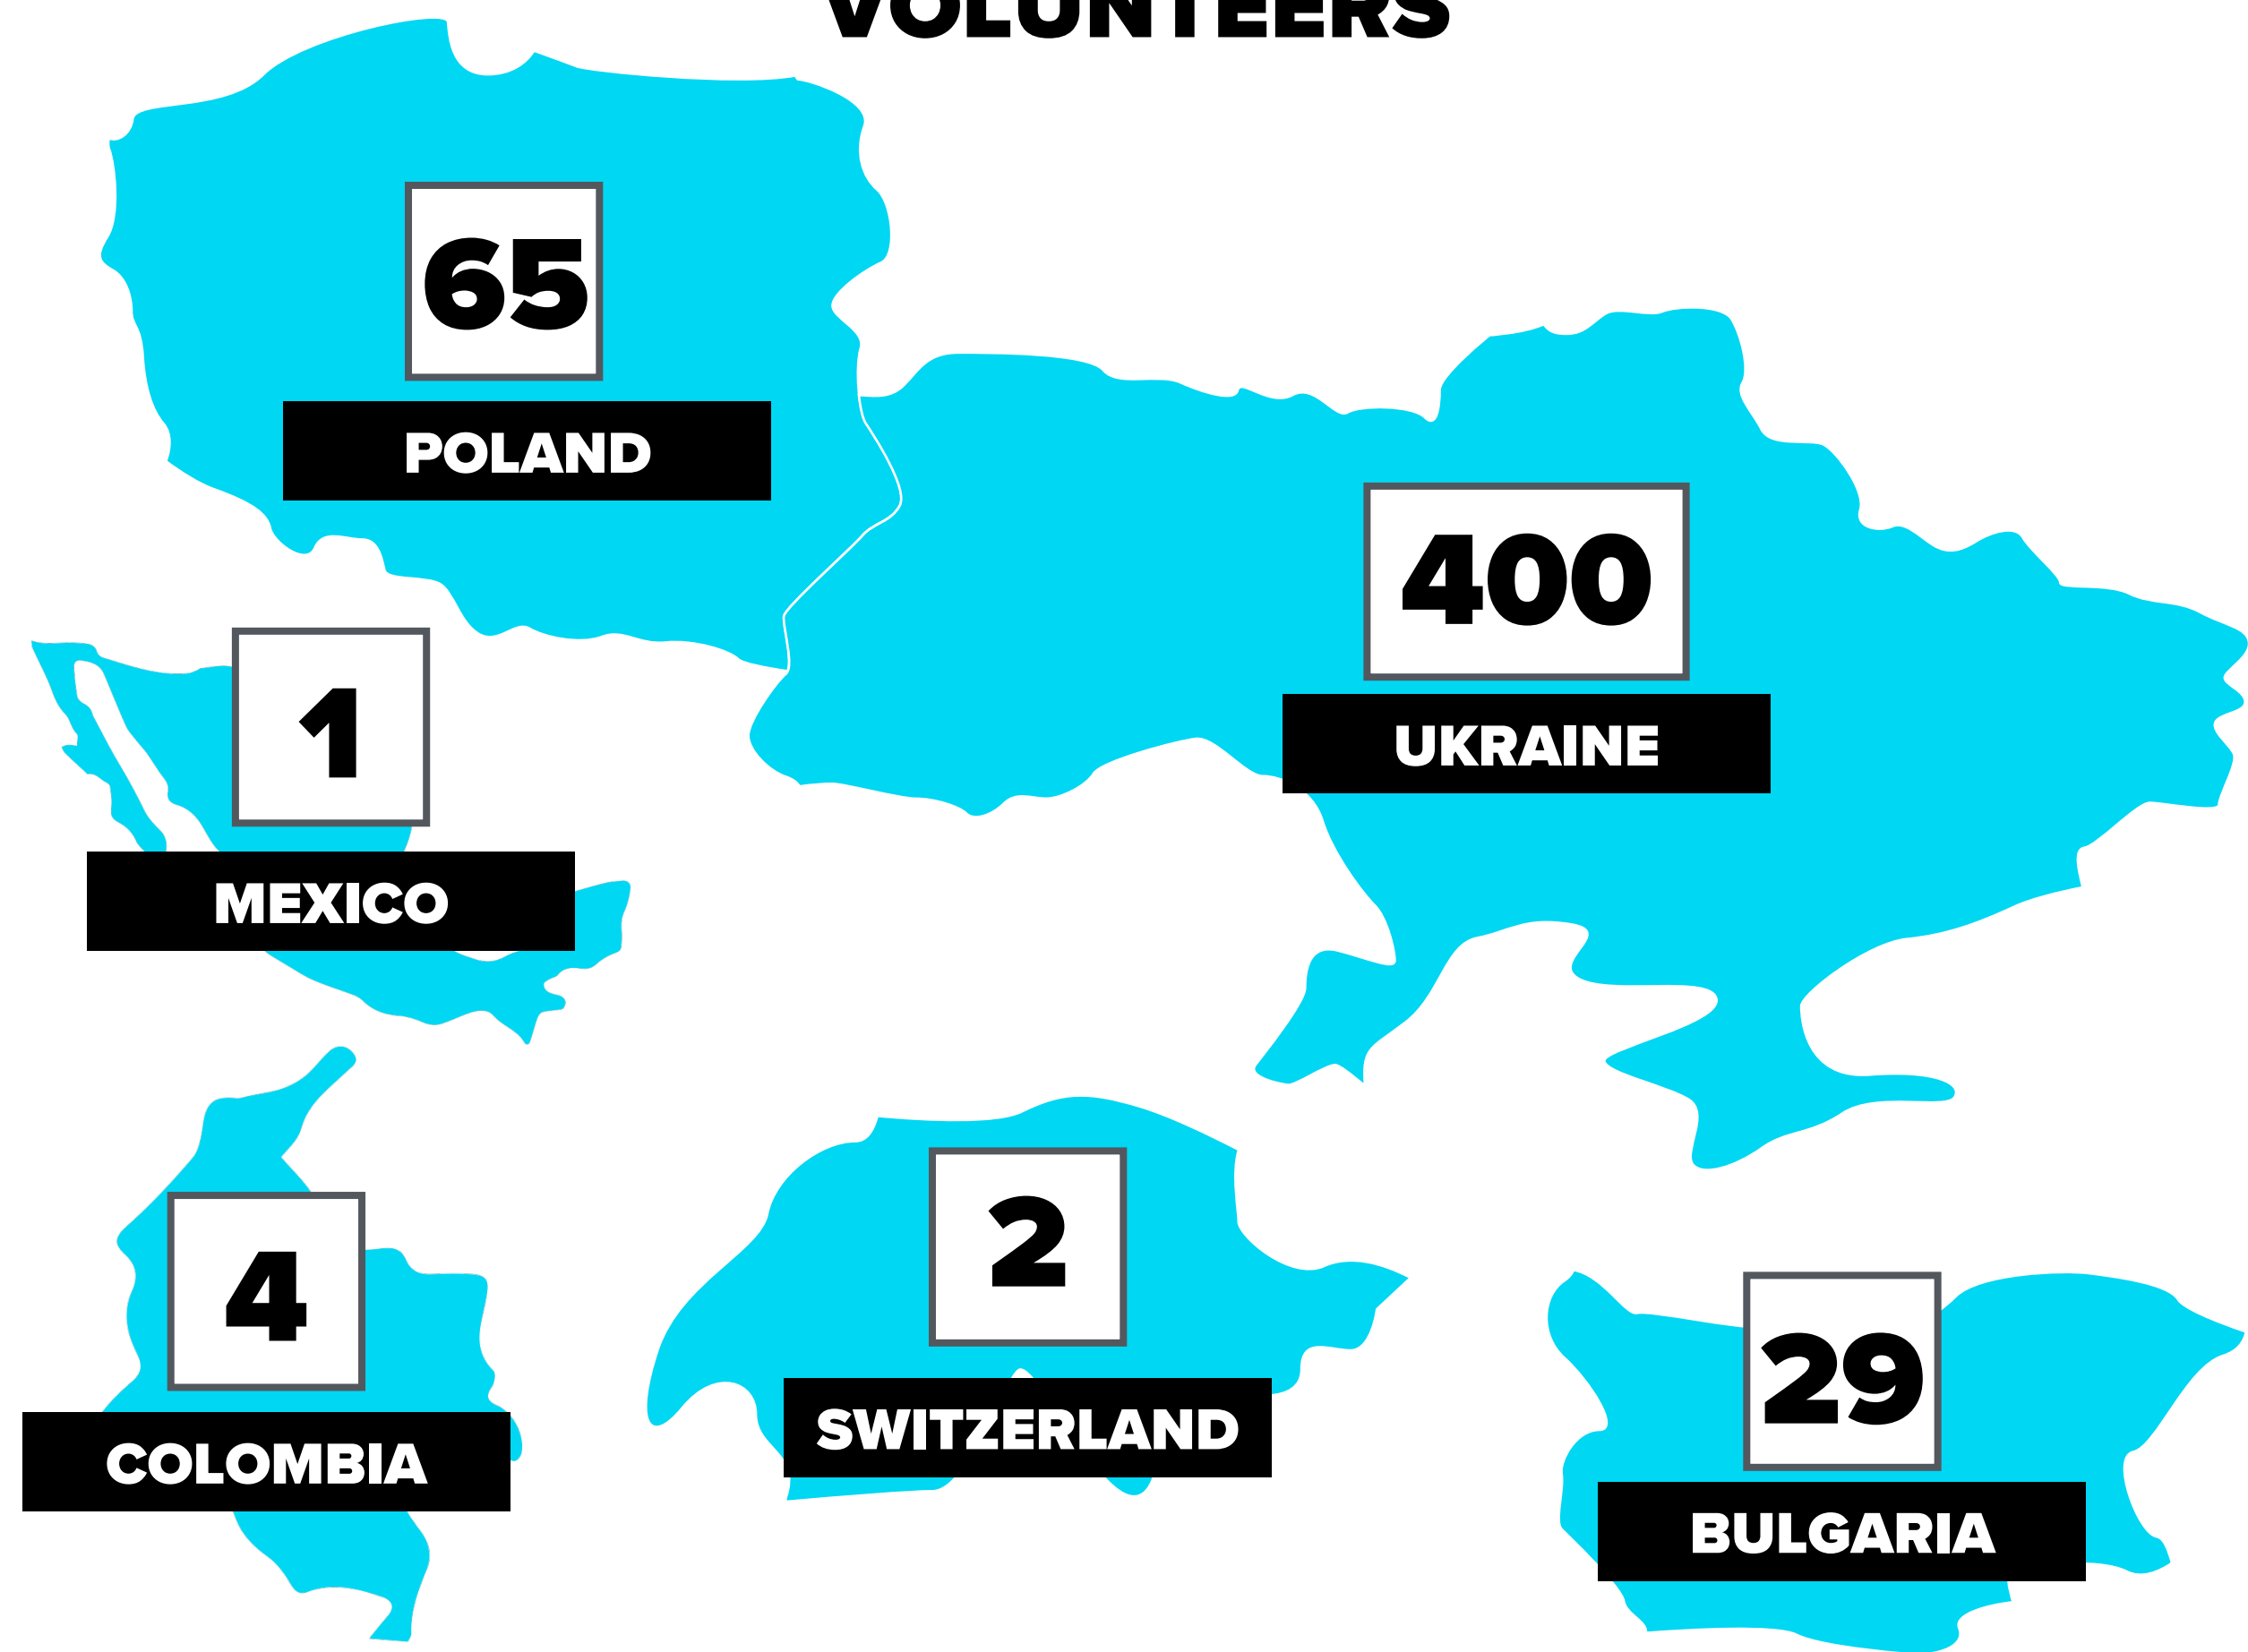 VOLUNTEERS
65
POLAND
400
UKRAINE
1
MEXICO
4
COLOMBIA
2
SWITZERLAND
29
BULGARIA